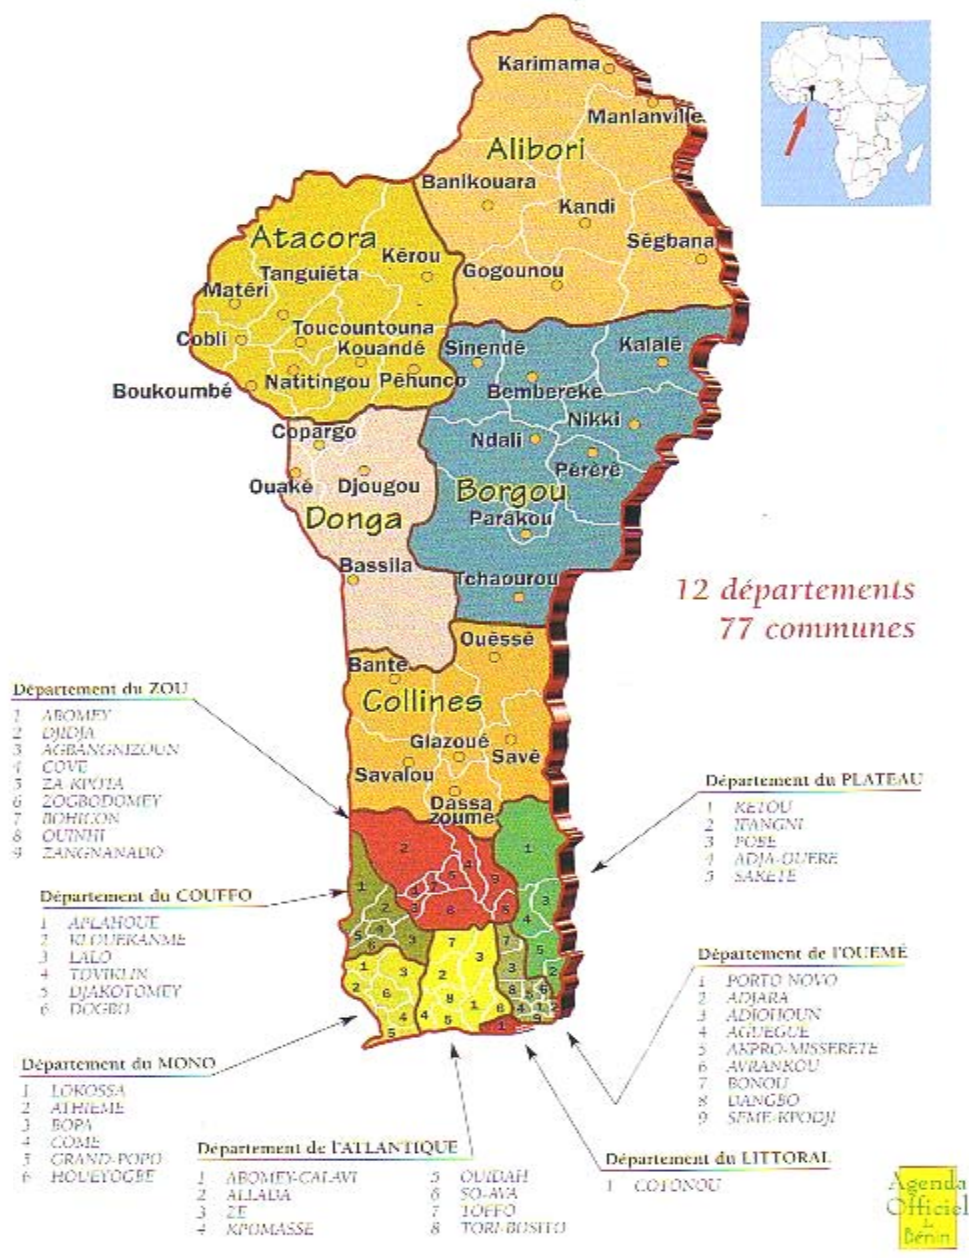 Karimama
Manlanville
Alibori
Banikouara
Kandi
Atacora
Ségbana
Kérou
Tanguiéta
Gogounou
Matéri
Toucountouna
Cobli
Kouandé
Sinendé
Kalalé
Boukoumbé
Natitingou
Péhunco
Bembereke
Nikki
Copargo
Ndali
Pèrèrè
Ouaké
Djougou
Borgou
Donga
Parakou
Bassila
Tchaourou
12 départements
77 communes
Ouèssè
Bantè
Collines
Glazoué
Savè
Savalou
Dassa
zoumé
Département du ZOU
1 ABOMEY
2 DJIDJA
3 AGBANGNIZOUN
4 COVE
5 ZA-KPOTA
6 ZOGBODOMEY
7 BOHICON
8 OUINHI
9 ZANGNANADO
Département du PLATEAU
1 KETOU
2 IFANGNI
3 POBE
4 ADJA-OUERE
5 SAKETE
Département du COUFFO
1 APLAHOUE
2 KLOUEKANME
3 LALO
4 TOVIKLIN
5 DJAKOTOMEY
6 DOGBO
Département de l'OUEMÉ
1 PORTO NOVO
2 ADJARA
3 ADJOHOUN
4 AGUEGUE
5 AKPRO-MISSERETE
6 AVRANKOU
7 BONOU
8 DANGBO
9 SEME-KPODJI
Département du MONO
1 LOKOSSA
2 ATHIEME
3 BOPA
4 COME
5 GRAND-POPO
6 HOUEYOGBE
Département de l'ATLANTIQUE
1 ABOMEY-CALAVI
2 ALLADA
3 ZE
4 KPOMASSE
5 OUIDAH
6 SO-AVA
7 TOFFO
8 TORI-BOSITO
Département du LITTORAL
1 COTONOU
Agenda
Officiel
du
Bénin